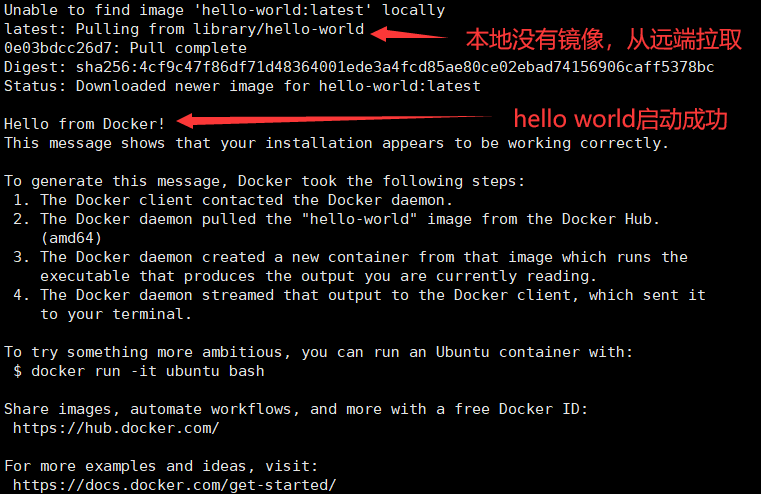 Unable to find image 'hello-world:latest' locally
latest: Pulling from library/hello-world
本地没有镜像，从远端拉取
0e03bdcc26d7: Pull complete
Digest: sha256:4cf9c47f86df71d48364001ede3a4fcd85ae80ce02ebad74156906caff5378bc
Status: Downloaded newer image for hello-world:latest
Hello from Docker!
hello world启动成功
This message shows that your installation appears to be working correctly.
To generate this message, Docker took the following steps:
1. The Docker client contacted the Docker daemon.
2. The Docker daemon pulled the "hello-world" image from the Docker Hub.
(amd64)
3. The Docker daemon created a new container from that image which runs the
executable that produces the output you are currently reading.
4. The Docker daemon streamed that output to the Docker client, which sent it
to your terminal.
To try something more ambitious, you can run an Ubuntu container with:
$ docker run -it ubuntu bash
Share images, automate workflows, and more with a free Docker ID:
https://hub.docker.com/
For more examples and ideas, visit:
https://docs.docker.com/get-started/